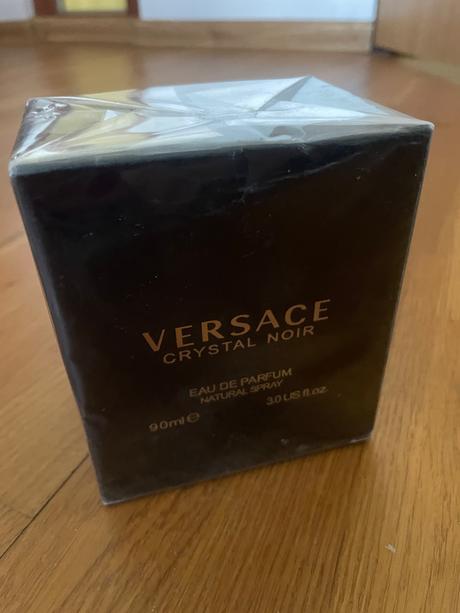 VERSACE
CRYSTAL NOIR
EAU DE PARFUM
NATURAL SPRAY
90ml ℮ 3.0 US fl.oz.